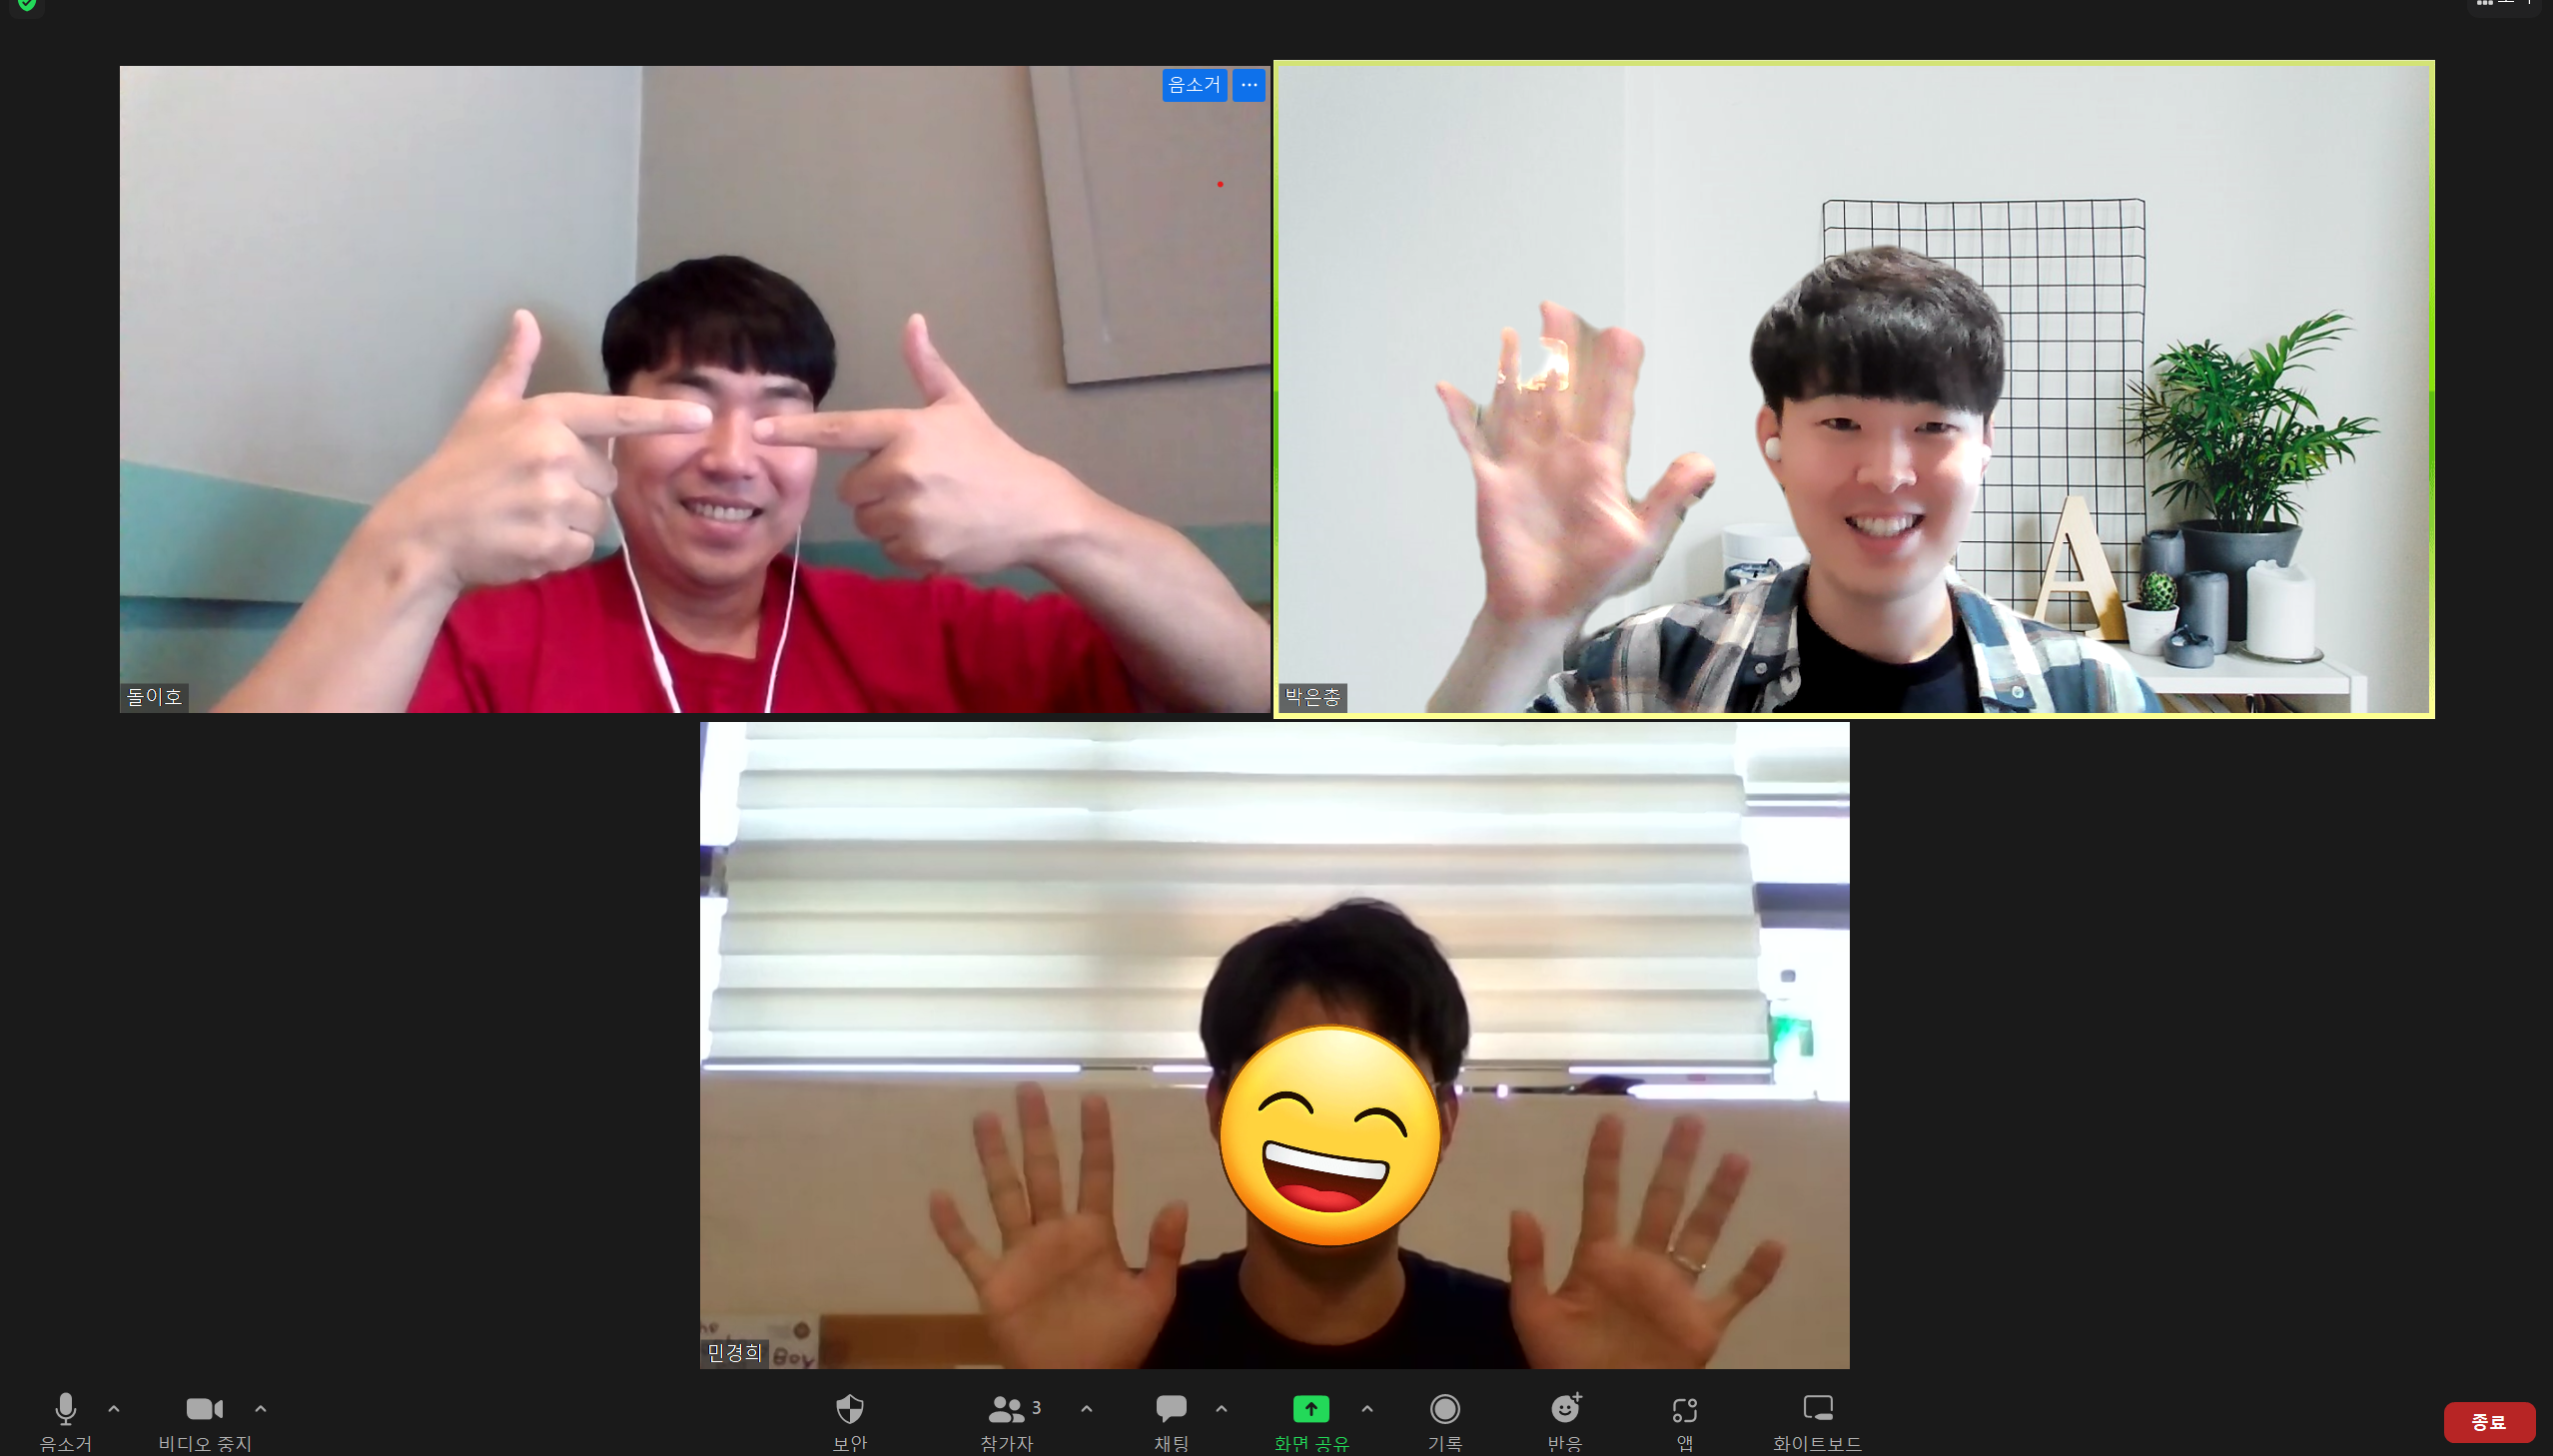 음소거 ···
돌이호
박은총
A
민경희
Boy
음소거
비디오 중지
보안
3
참가자
채팅
화면 공유
기록
반응
앱
화이트보드
종료